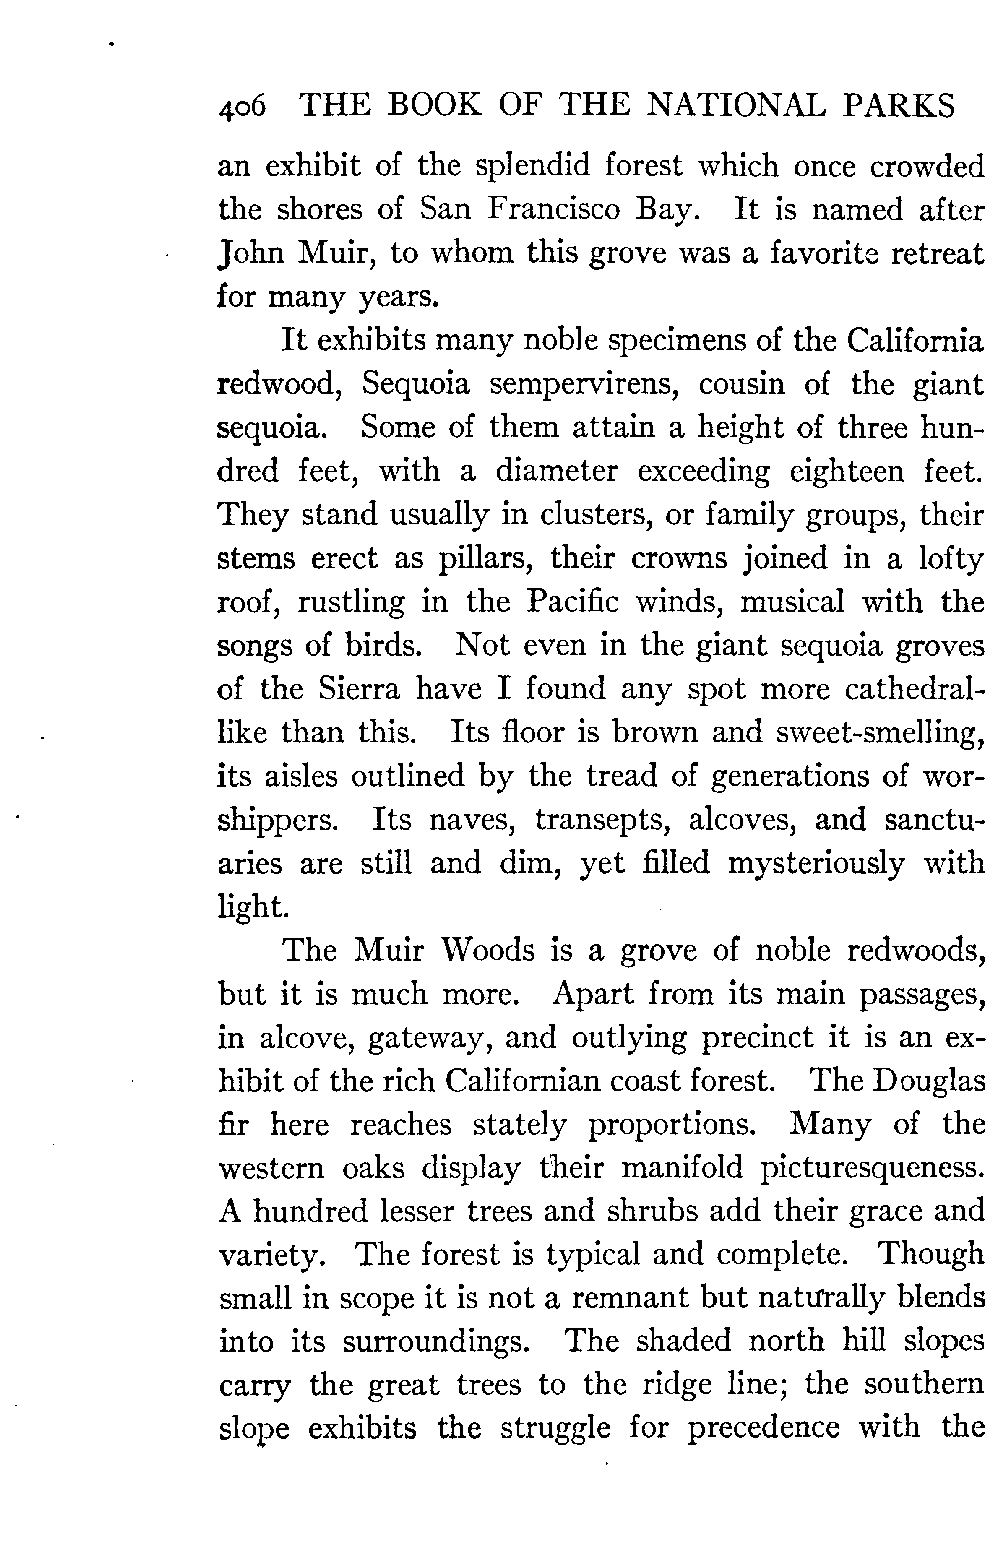 406 THE BOOK OF THE NATIONAL PARKS
an exhibit of the splendid forest which once crowded
the shores of San Francisco Bay. It is named after
John Muir, to whom this grove was a favorite retreat
for many years.
It exhibits many noble specimens of the California
redwood, Sequoia sempervirens, cousin of the giant
sequoia. Some of them attain a height of three hun-
dred feet, with a diameter exceeding eighteen feet.
They stand usually in clusters, or family groups, their
stems erect as pillars, their crowns joined in a lofty
roof, rustling in the Pacific winds, musical with the
songs of birds. Not even in the giant sequoia groves
of the Sierra have I found any spot more cathedral-
like than this. Its floor is brown and sweet-smelling,
its aisles outlined by the tread of generations of wor-
shippers. Its naves, transepts, alcoves, and sanctu-
aries are still and dim, yet filled mysteriously with
light.
The Muir Woods is a grove of noble redwoods,
but it is much more. Apart from its main passages,
in alcove, gateway, and outlying precinct it is an ex-
hibit of the rich Californian coast forest. The Douglas
fir here reaches stately proportions. Many of the
western oaks display their manifold picturesqueness.
A hundred lesser trees and shrubs add their grace and
variety. The forest is typical and complete. Though
small in scope it is not a remnant but naturally blends
into its surroundings. The shaded north hill slopes
carry the great trees to the ridge line; the southern
slope exhibits the struggle for precedence with the